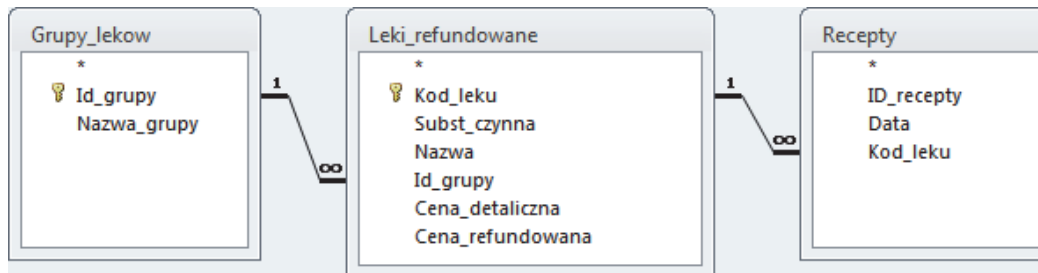 Grupy_lekow
*
Id_grupy
Nazwa_grupy
1
∞
Leki_refundowane
*
Kod_leku
Subst_czynna
Nazwa
Id_grupy
Cena_detaliczna
Cena_refundowana
1
∞
Recepty
*
ID_recepty
Data
Kod_leku